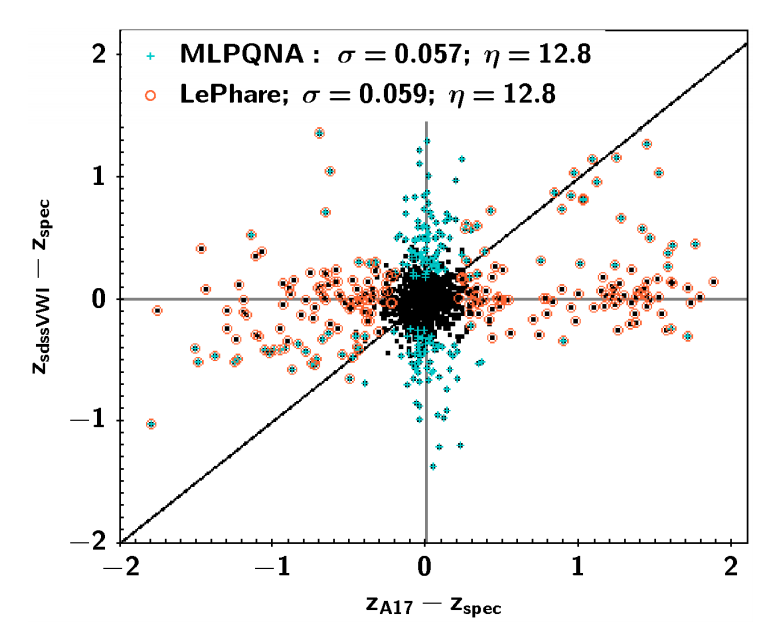 MLPQNA : σ = 0.057; η = 12.8
LePhare; σ = 0.059; η = 12.8
2
1
0
−1
−2
−2
−1
0
1
2
z_sdssVWI − z_spec
z_A17 − z_spec